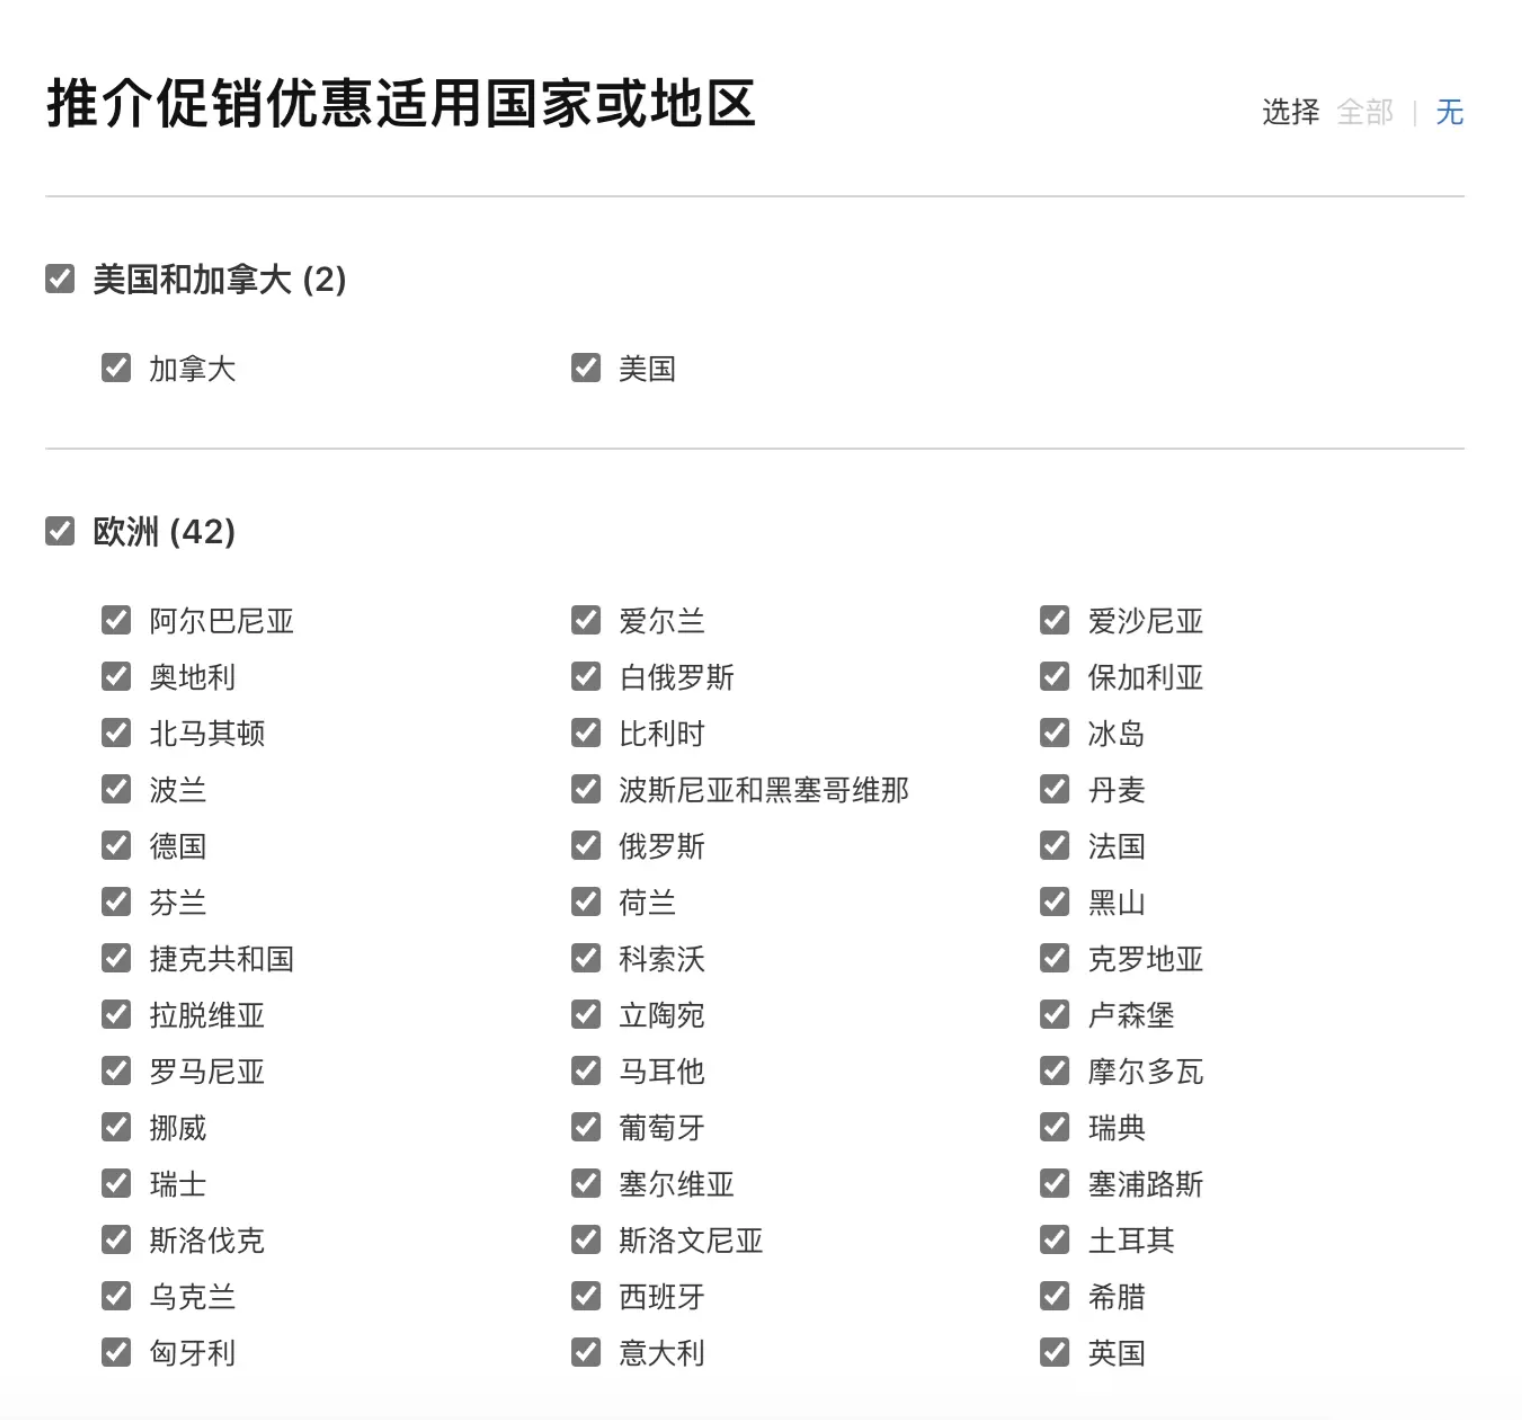 推介促销优惠适用国家或地区
选择 全部 | 无
美国和加拿大 (2)
加拿大 美国
欧洲 (42)
阿尔巴尼亚 爱尔兰 爱沙尼亚
奥地利 白俄罗斯 保加利亚
北马其顿 比利时 冰岛
波兰 波斯尼亚和黑塞哥维那 丹麦
德国 俄罗斯 法国
芬兰 荷兰 黑山
捷克共和国 科索沃 克罗地亚
拉脱维亚 立陶宛 卢森堡
罗马尼亚 马耳他 摩尔多瓦
挪威 葡萄牙 瑞典
瑞士 塞尔维亚 塞浦路斯
斯洛伐克 斯洛文尼亚 土耳其
乌克兰 西班牙 希腊
匈牙利 意大利 英国